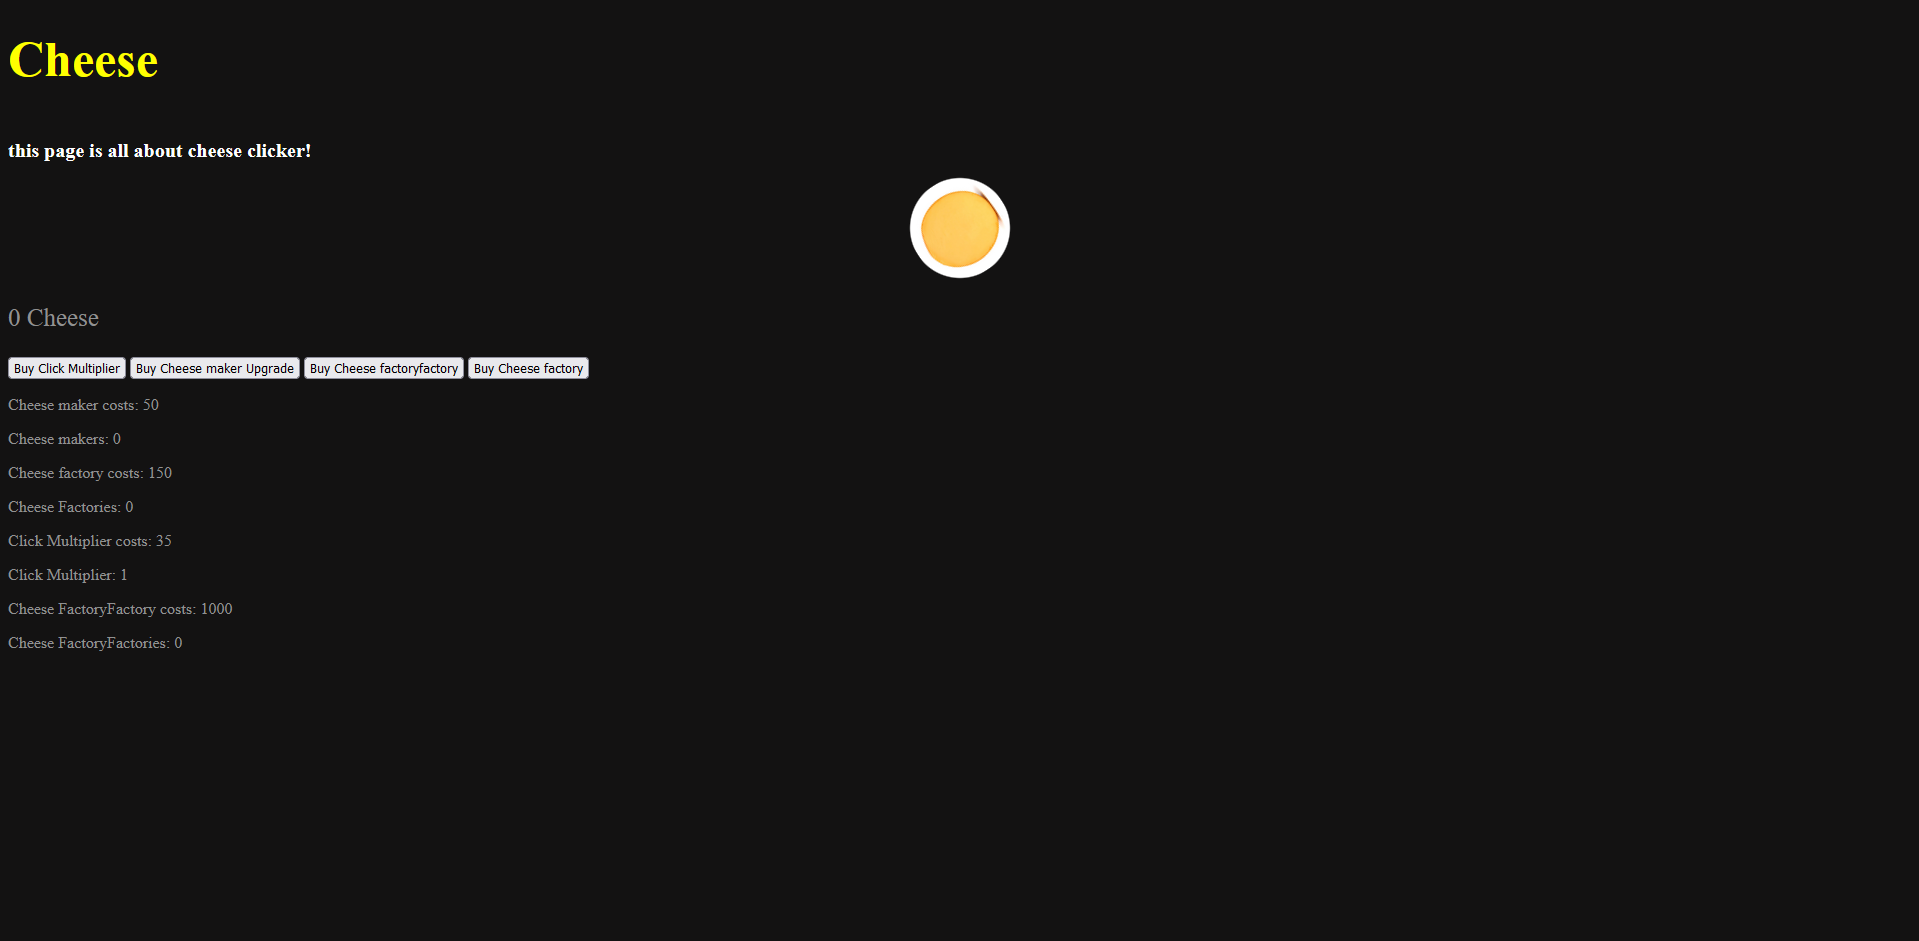 Cheese
this page is all about cheese clicker!
0 Cheese
Buy Click Multiplier Buy Cheese maker Upgrade Buy Cheese factoryfactory Buy Cheese factory
Cheese maker costs: 50
Cheese makers: 0
Cheese factory costs: 150
Cheese Factories: 0
Click Multiplier costs: 35
Click Multiplier: 1
Cheese FactoryFactory costs: 1000
Cheese FactoryFactories: 0